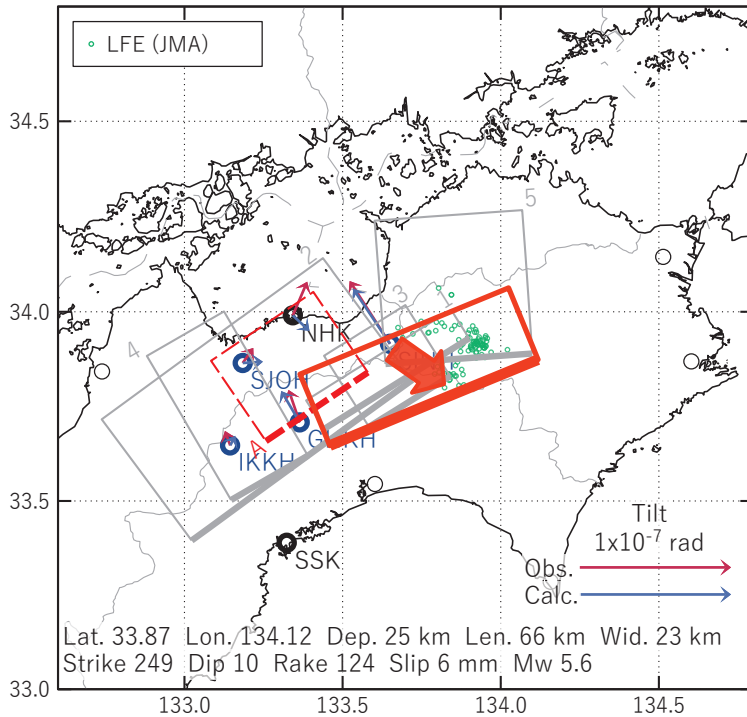 LFE (JMA)
34.5
5
2
34.0
3
NHK
4
SJOH
A
IKKH
33.5
SSK
Tilt
1x10⁻⁷ rad
Obs.
Calc.
Lat. 33.87 Lon. 134.12 Dep. 25 km Len. 66 km Wid. 23 km
Strike 249 Dip 10 Rake 124 Slip 6 mm Mw 5.6
33.0
133.0 133.5 134.0 134.5